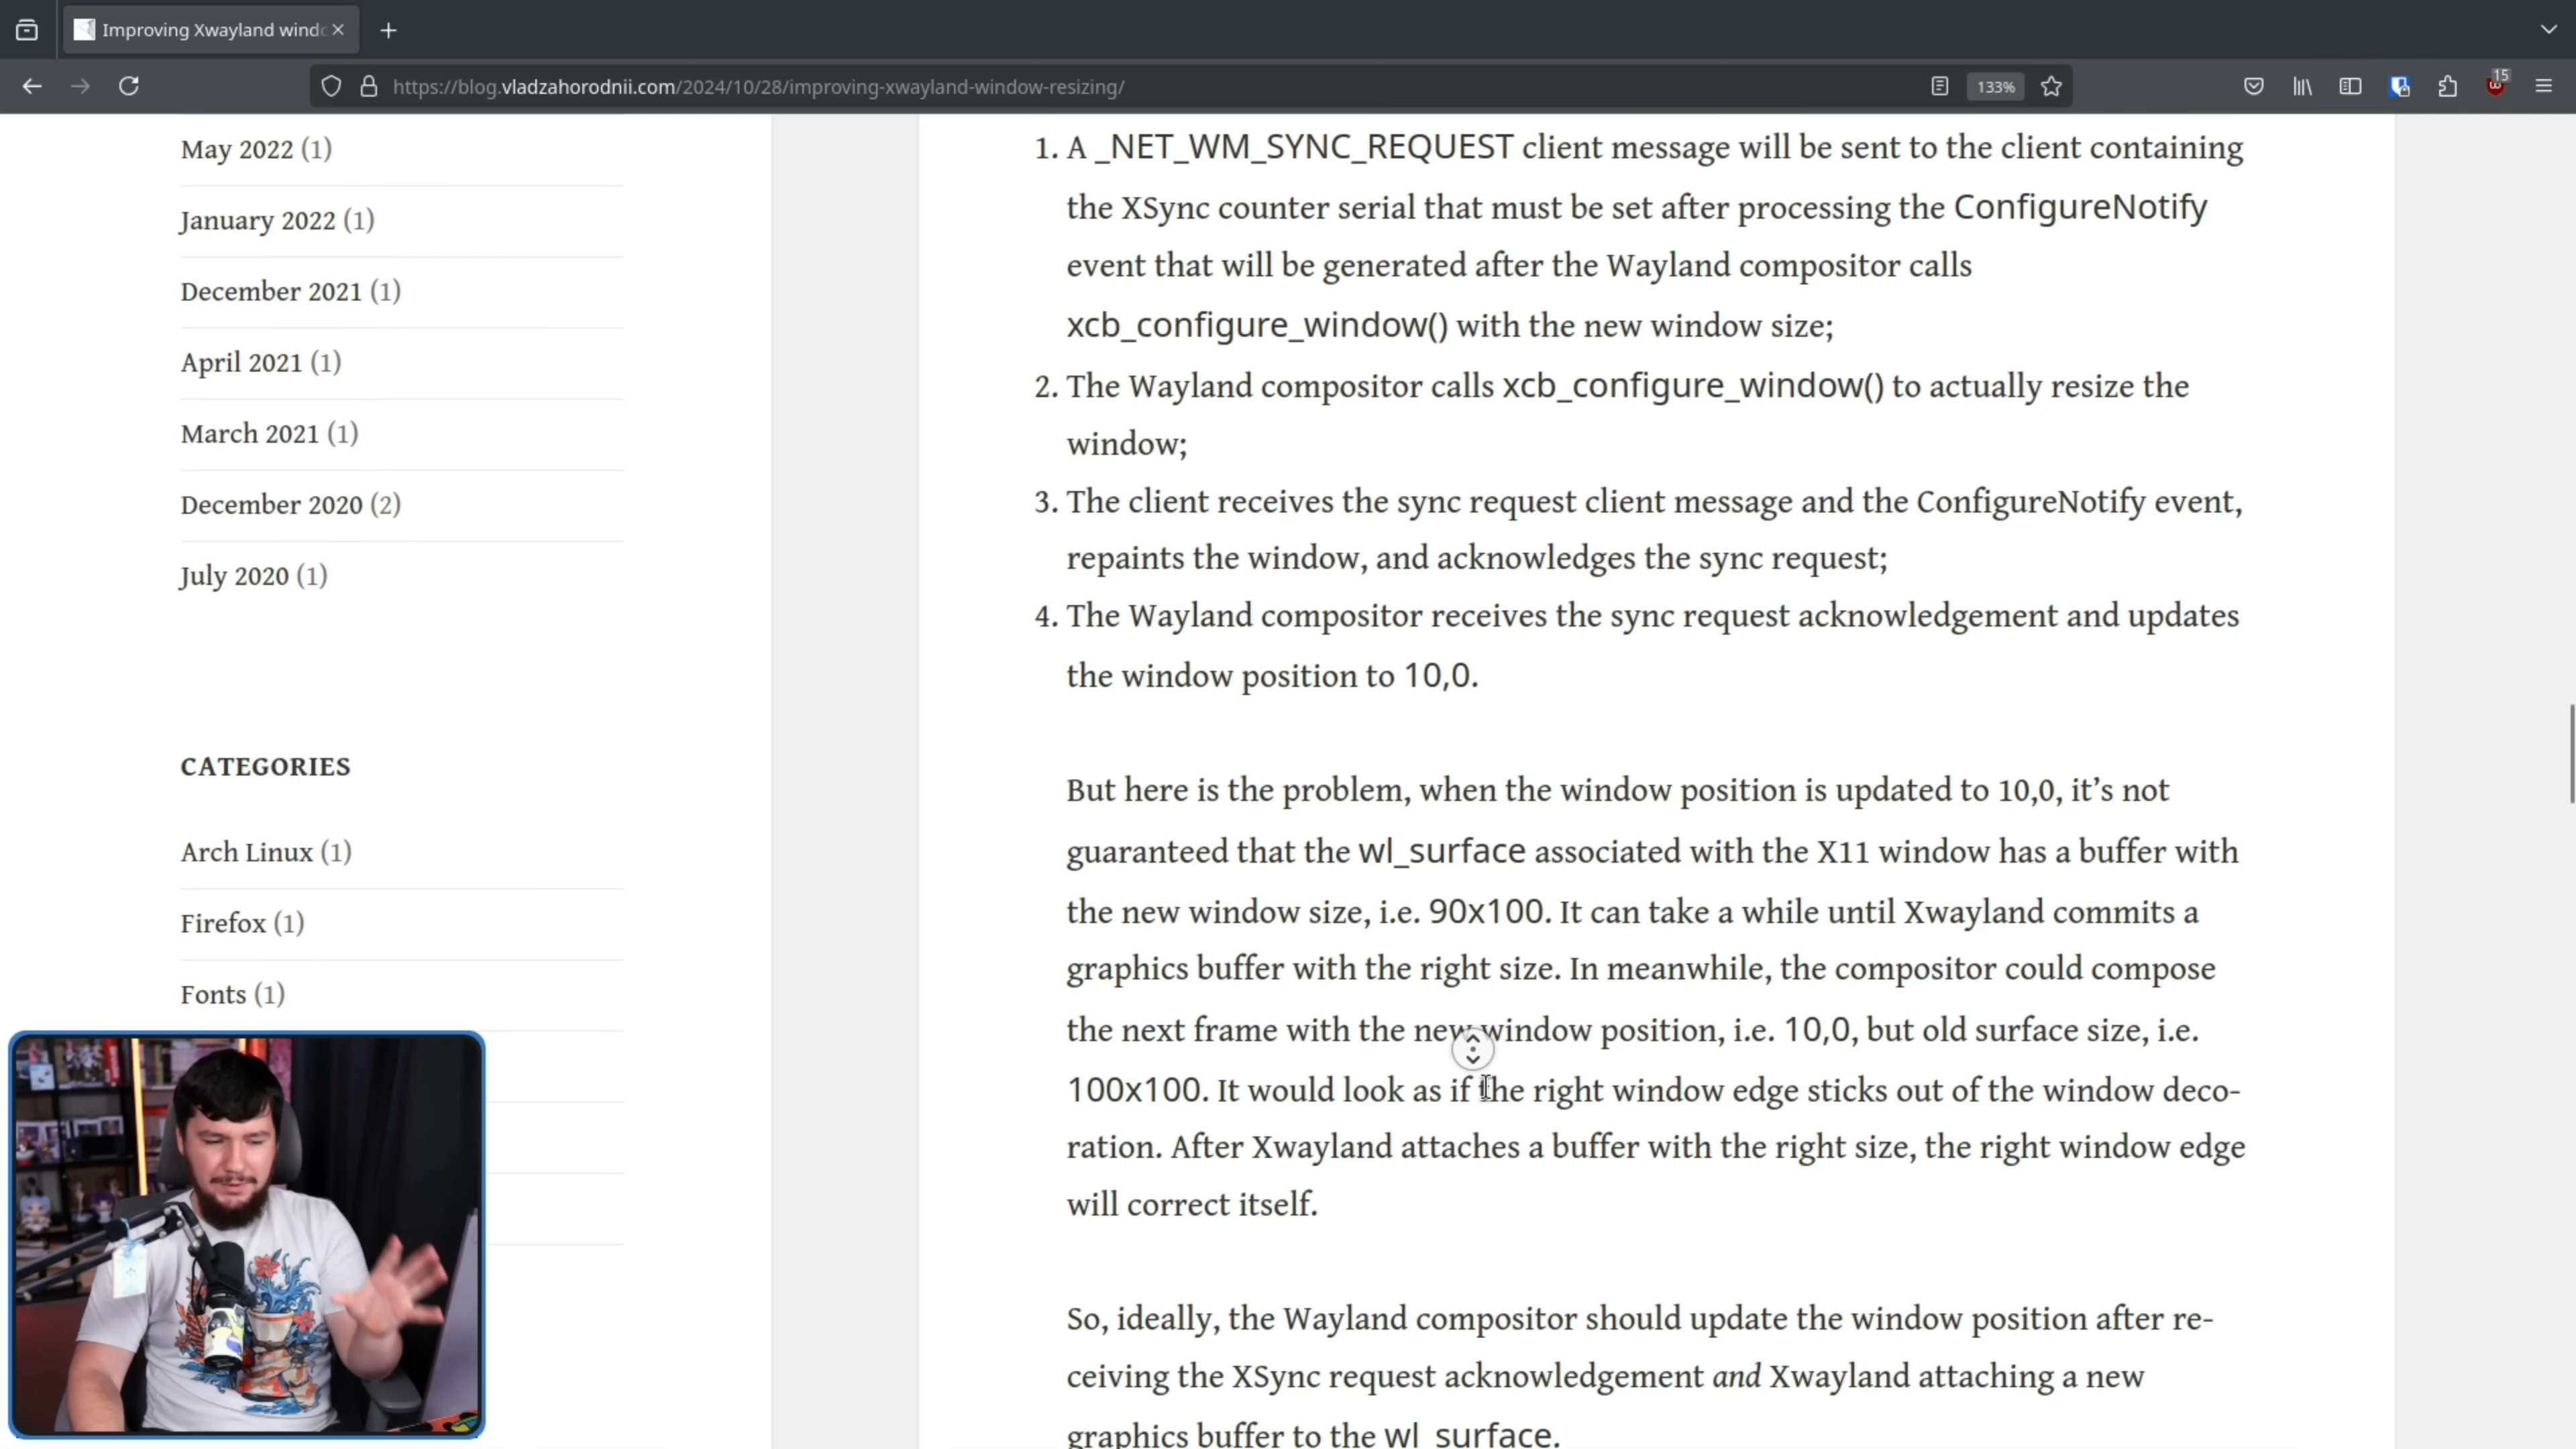 Improving Xwayland wind
https://blog.vladzahorodnii.com/2024/10/28/improving-xwayland-window-resizing/
133%
15
May 2022 (1)
January 2022 (1)
December 2021 (1)
April 2021 (1)
March 2021 (1)
December 2020 (2)
July 2020 (1)
CATEGORIES
Arch Linux (1)
Firefox (1)
Fonts (1)
1. A _NET_WM_SYNC_REQUEST client message will be sent to the client containing
the XSync counter serial that must be set after processing the ConfigureNotify
event that will be generated after the Wayland compositor calls
xcb_configure_window() with the new window size;
2. The Wayland compositor calls xcb_configure_window() to actually resize the
window;
3. The client receives the sync request client message and the ConfigureNotify event,
repaints the window, and acknowledges the sync request;
4. The Wayland compositor receives the sync request acknowledgement and updates
the window position to 10,0.
But here is the problem, when the window position is updated to 10,0, it’s not
guaranteed that the wl_surface associated with the X11 window has a buffer with
the new window size, i.e. 90x100. It can take a while until Xwayland commits a
graphics buffer with the right size. In meanwhile, the compositor could compose
the next frame with the new window position, i.e. 10,0, but old surface size, i.e.
100x100. It would look as if the right window edge sticks out of the window deco-
ration. After Xwayland attaches a buffer with the right size, the right window edge
will correct itself.
So, ideally, the Wayland compositor should update the window position after re-
ceiving the XSync request acknowledgement and Xwayland attaching a new
graphics buffer to the wl_surface.